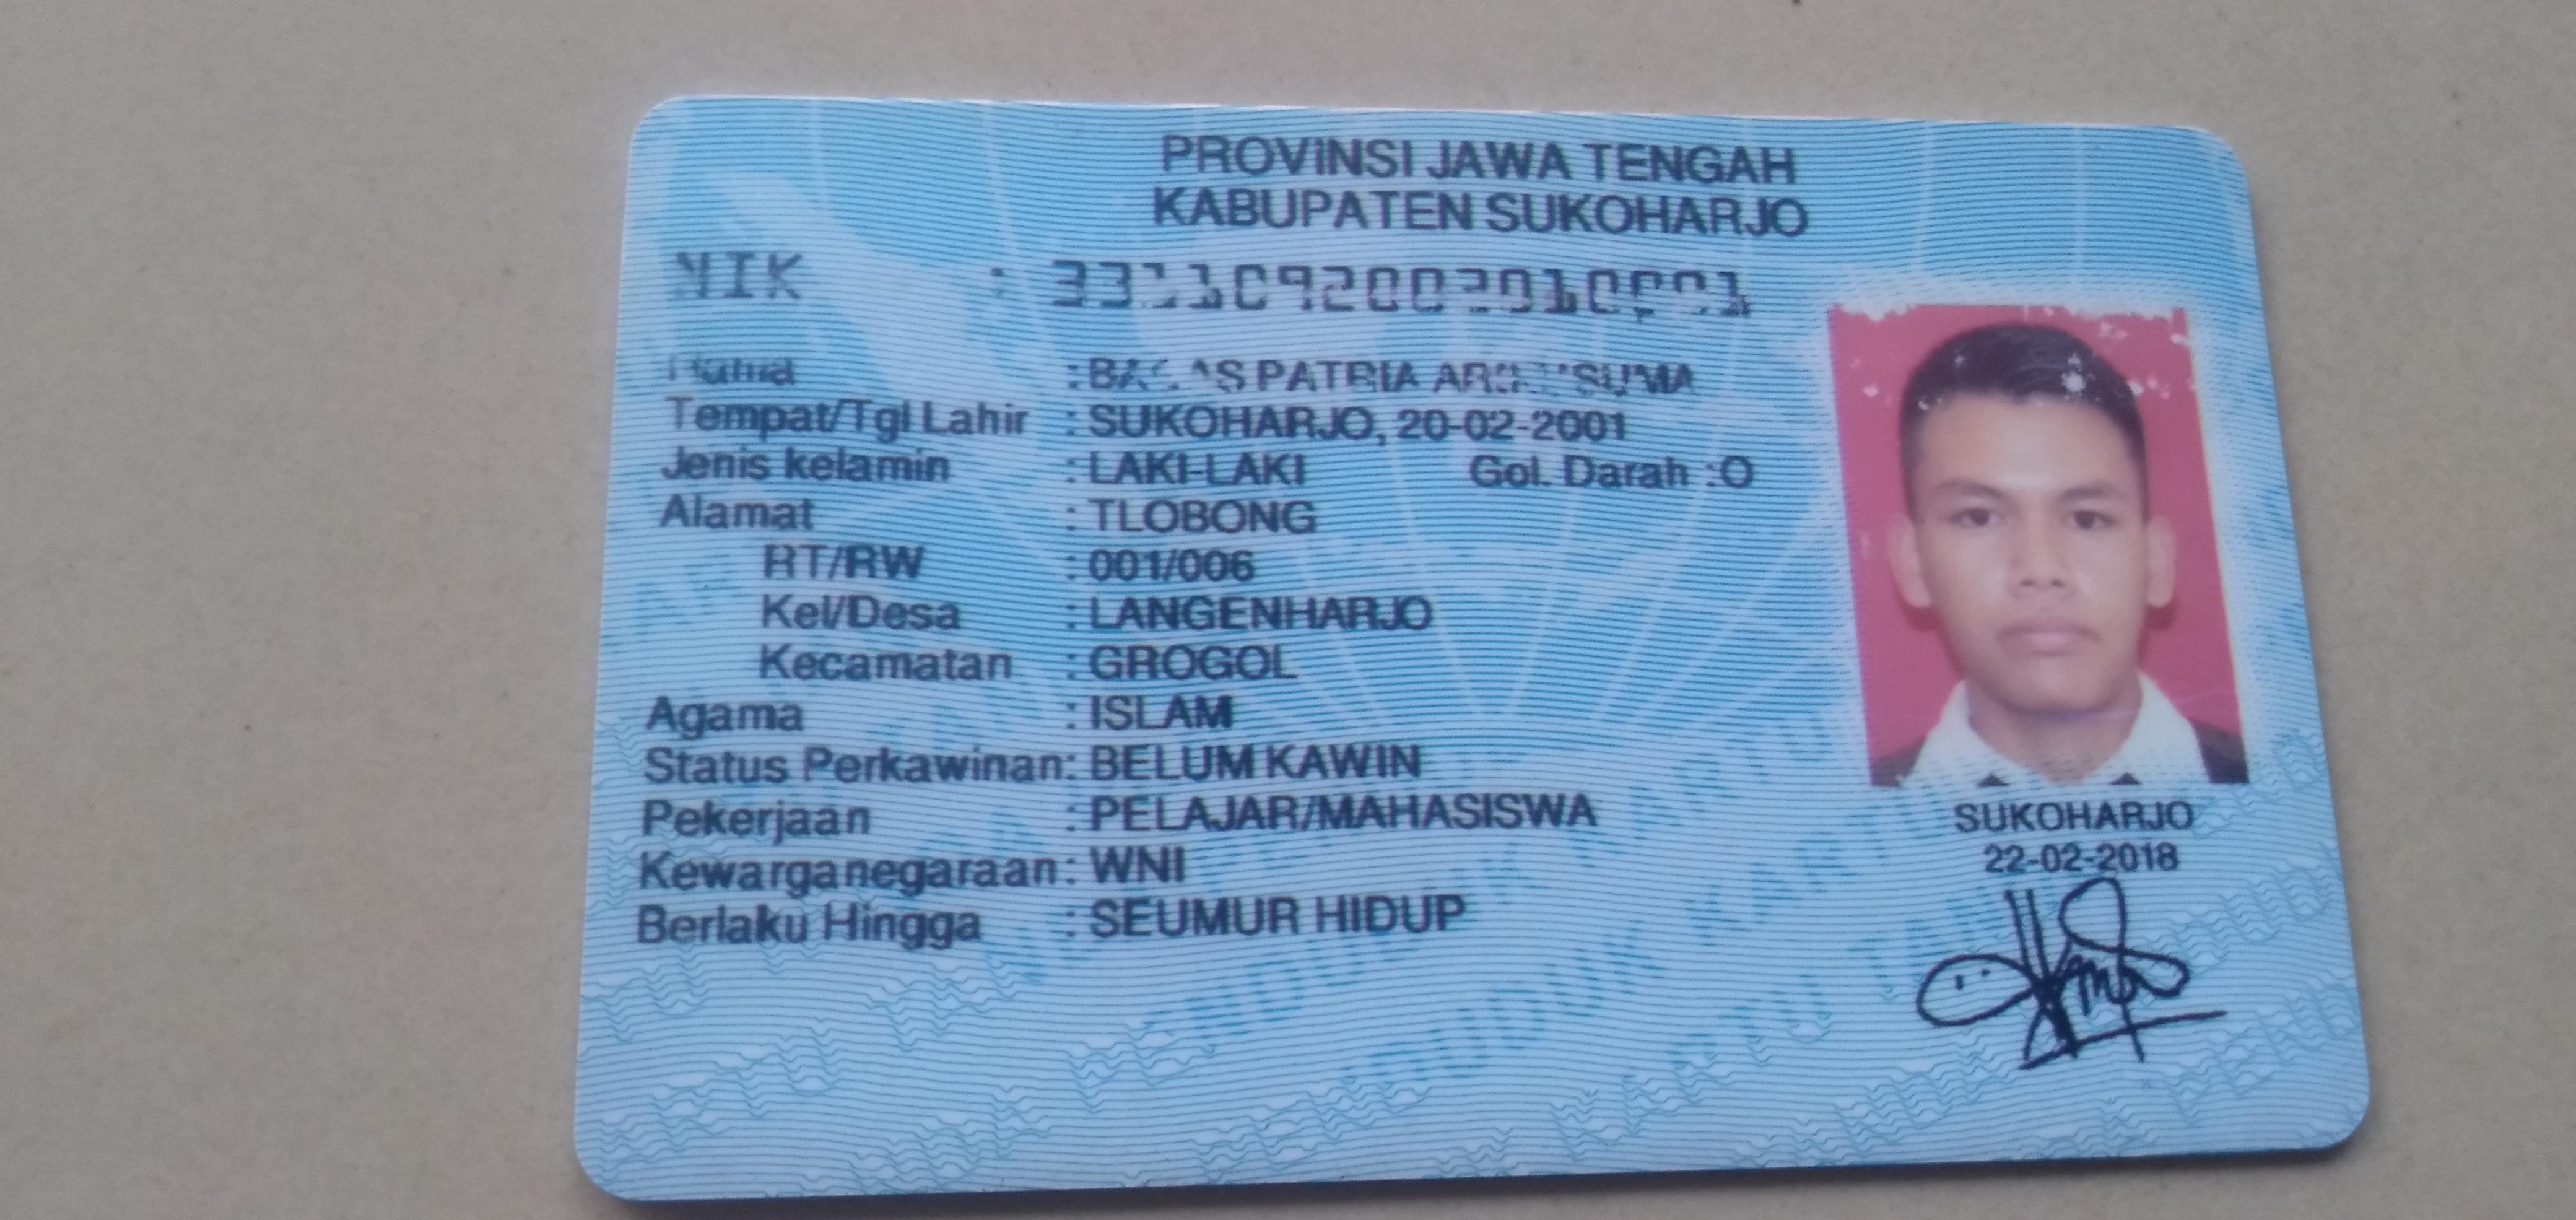 PROVINSI JAWA TENGAH
KABUPATEN SUKOHARJO
NIK :
: PATRIA
Tempat/Tgl Lahir : SUKOHARJO, 20-02-2001
Jenis kelamin : LAKI-LAKI Gol. Darah :O
Alamat : TLOBONG
RT/RW : 001/006
Kel/Desa : LANGENHARJO
Kecamatan : GROGOL
Agama : ISLAM
Status Perkawinan: BELUM KAWIN
Pekerjaan : PELAJAR/MAHASISWA
Kewarganegaraan: WNI
Berlaku Hingga : SEUMUR HIDUP
SUKOHARJO
22-02-2018